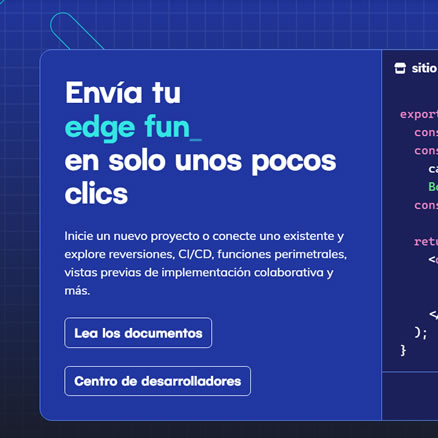 Envía tu
edge fun_
en solo unos pocos
clics
Inicie un nuevo proyecto o conecte uno existente y
explore reversiones, CI/CD, funciones perimetrales,
vistas previas de implementación colaborativa y
más.
Lea los documentos
Centro de desarrolladores
sitio
export
cons
cons
ca
Bo
cons
retu
<
</
);
}